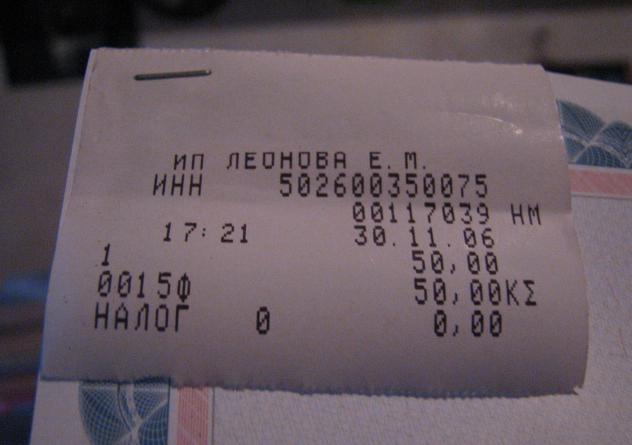 ИП ЛЕОНОВА Е.М.
ИНН 502600350075
00117039 НМ
17:21 30.11.06
1 50,00
0015Ф 50,00КΣ
НАЛОГ 0 0,00